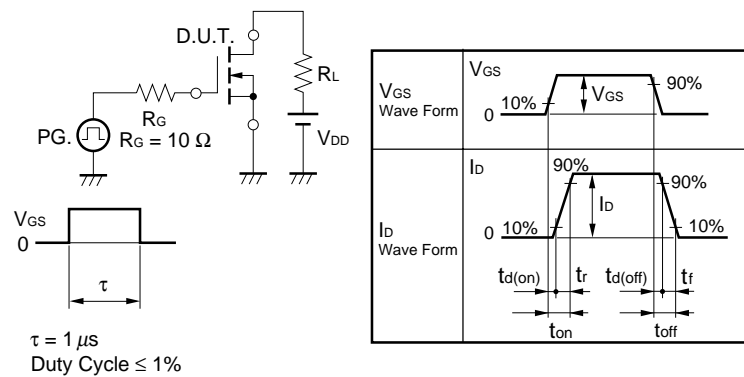 D.U.T.
RL
RG
PG.
RG = 10 Ω
VDD
VGS
0
τ
τ = 1 μs
Duty Cycle ≤ 1%
VGS
Wave Form
VGS
10%
0
VGS
90%
ID
Wave Form
ID
90%
10%
0
ID
90%
10%
td(on) tr td(off) tf
ton toff